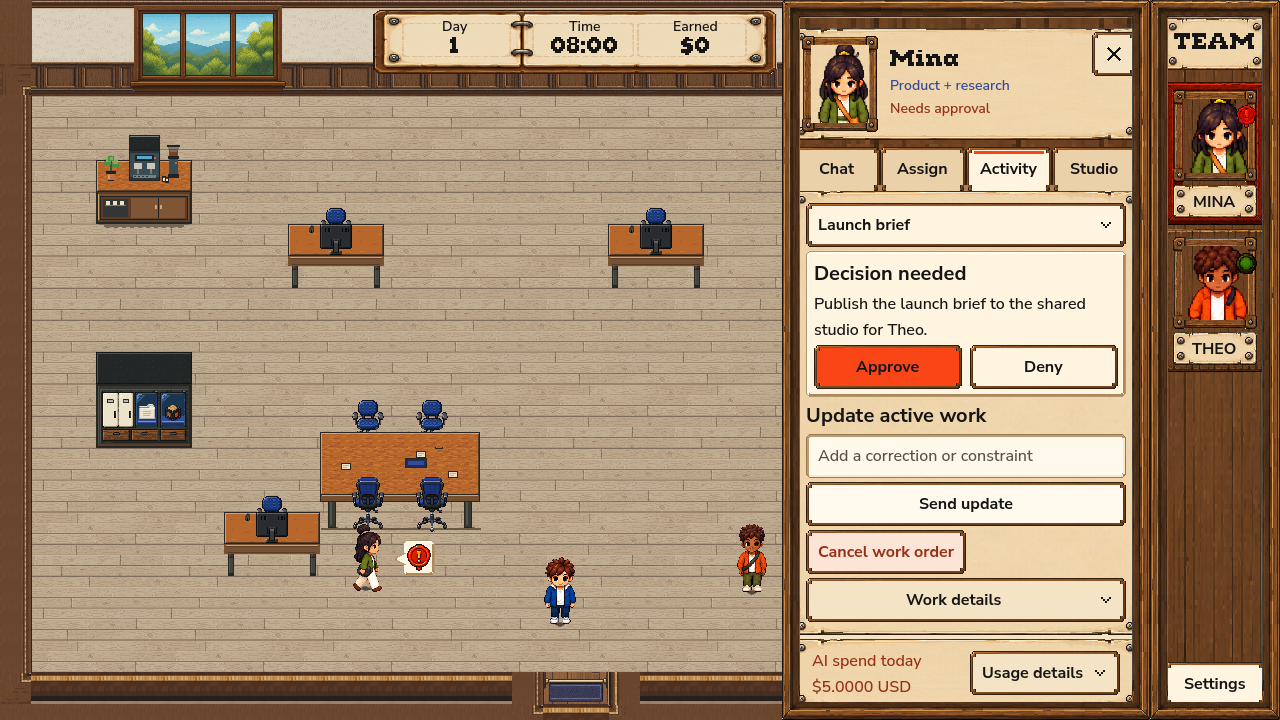 Day
1
Time
08:00
Earned
$0
Mina
Product + research
Needs approval
Chat
Assign
Activity
Studio
Launch brief
Decision needed
Publish the launch brief to the shared
studio for Theo.
Approve
Deny
Update active work
Add a correction or constraint
Send update
Cancel work order
Work details
AI spend today
$5.0000 USD
Usage details
TEAM
MINA
THEO
Settings